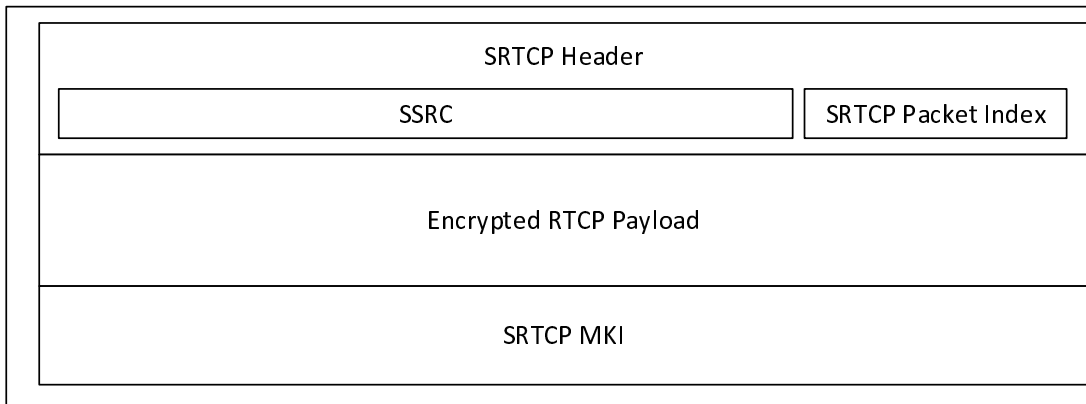 SRTCP Header
SSRC
SRTCP Packet Index
Encrypted RTCP Payload
SRTCP MKI